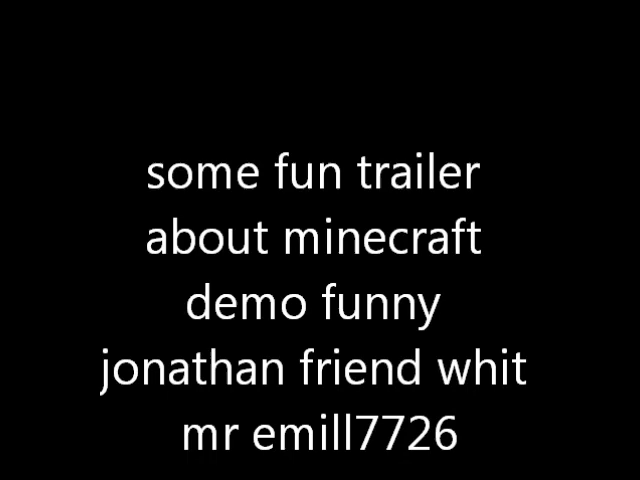 some fun trailer
about minecraft
demo funny
jonathan friend whit
mr emill7726